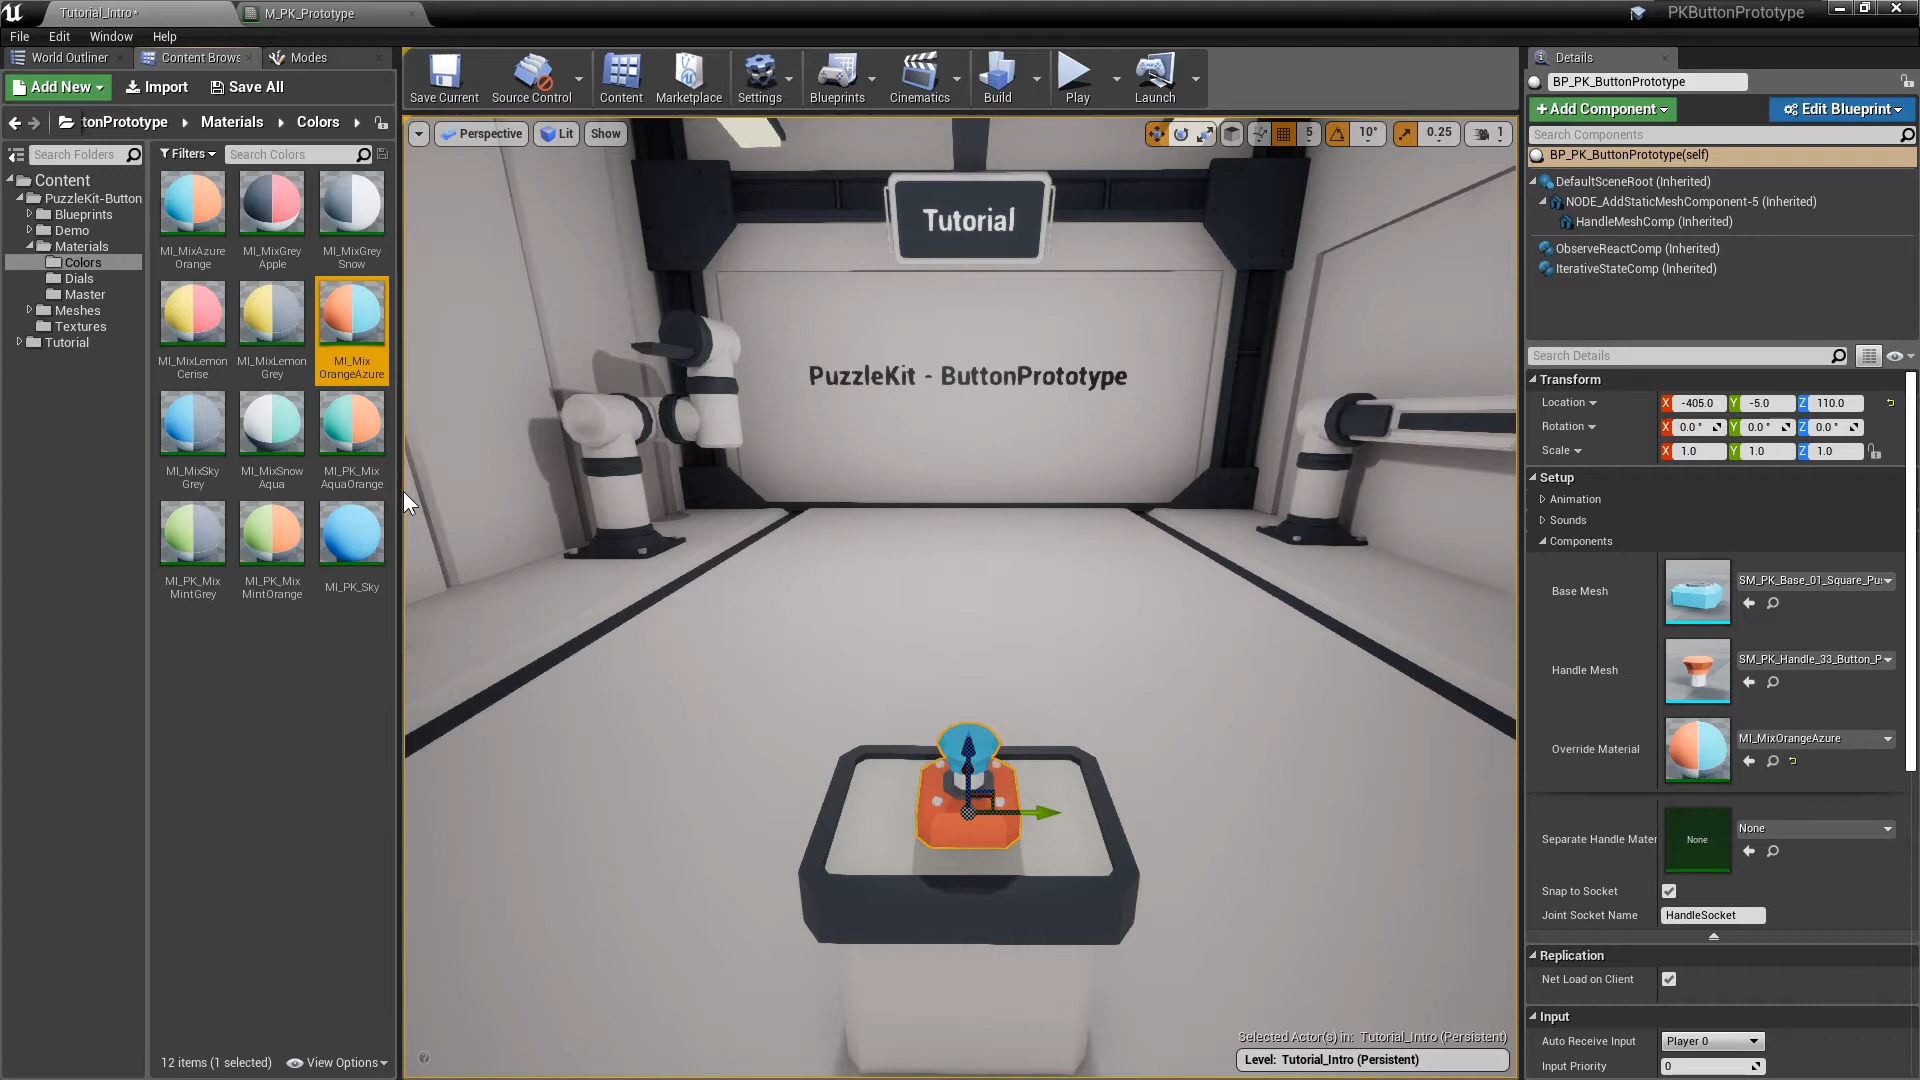 Tutorial_Intro*
M_PK_Prototype
PKButtonPrototype
File
Edit
Window
Help
World Outliner
Content Brows
Modes
Add New
Import
Save All
tonPrototype
Materials
Colors
Search Folders
Filters
Search Colors
Content
PuzzleKit-Button
Blueprints
Demo
Materials
Colors
Dials
Master
Meshes
Textures
Tutorial
MI_MixAzure
Orange
MI_MixGrey
Apple
MI_MixGrey
Snow
MI_MixLemon
Cerise
MI_MixLemon
Grey
MI_Mix
OrangeAzure
MI_MixSky
Grey
MI_MixSnow
Aqua
MI_PK_Mix
AquaOrange
MI_PK_Mix
MintGrey
MI_PK_Mix
MintOrange
MI_PK_Sky
12 items (1 selected)
View Options
Save Current
Source Control
Content
Marketplace
Settings
Blueprints
Cinematics
Build
Play
Launch
Perspective
Lit
Show
5
10°
0.25
1
Tutorial
PuzzleKit - ButtonPrototype
Selected Actor(s) in: Tutorial_Intro (Persistent)
Level: Tutorial_Intro (Persistent)
Details
BP_PK_ButtonPrototype
+Add Component
Edit Blueprint
Search Components
BP_PK_ButtonPrototype(self)
DefaultSceneRoot (Inherited)
NODE_AddStaticMeshComponent-5 (Inherited)
HandleMeshComp (Inherited)
ObserveReactComp (Inherited)
IterativeStateComp (Inherited)
Search Details
Transform
Location
X -405.0 Y -5.0 Z 110.0
Rotation
X 0.0 ° Y 0.0 ° Z 0.0 °
Scale
X 1.0 Y 1.0 Z 1.0
Setup
Animation
Sounds
Components
Base Mesh
SM_PK_Base_01_Square_Pu
Handle Mesh
SM_PK_Handle_33_Button_P
Override Material
MI_MixOrangeAzure
Separate Handle Mater
None
None
Snap to Socket
Joint Socket Name
HandleSocket
Replication
Net Load on Client
Input
Auto Receive Input
Player 0
Input Priority
0